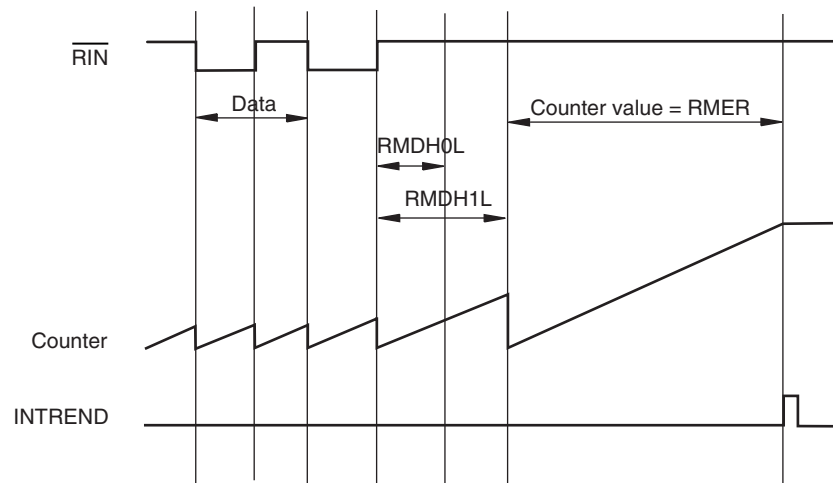 RIN
Data
Counter value = RMER
RMDH0L
RMDH1L
Counter
INTREND